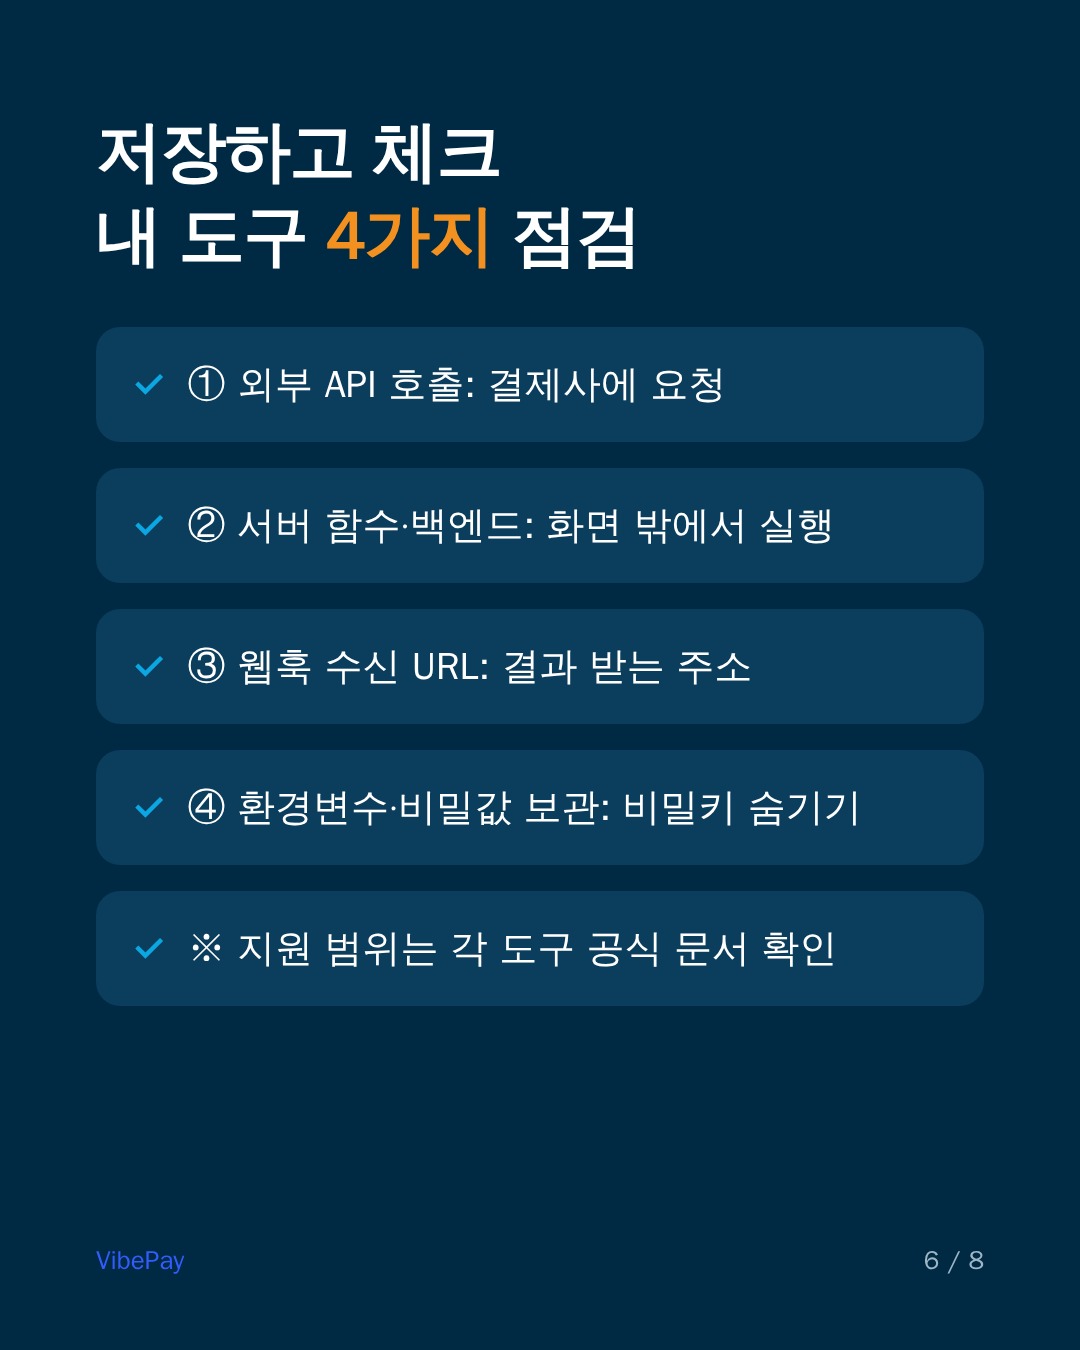 저장하고 체크
내 도구 4가지 점검
① 외부 API 호출: 결제사에 요청
② 서버 함수·백엔드: 화면 밖에서 실행
③ 웹훅 수신 URL: 결과 받는 주소
④ 환경변수·비밀값 보관: 비밀키 숨기기
※ 지원 범위는 각 도구 공식 문서 확인
VibePay
6 / 8